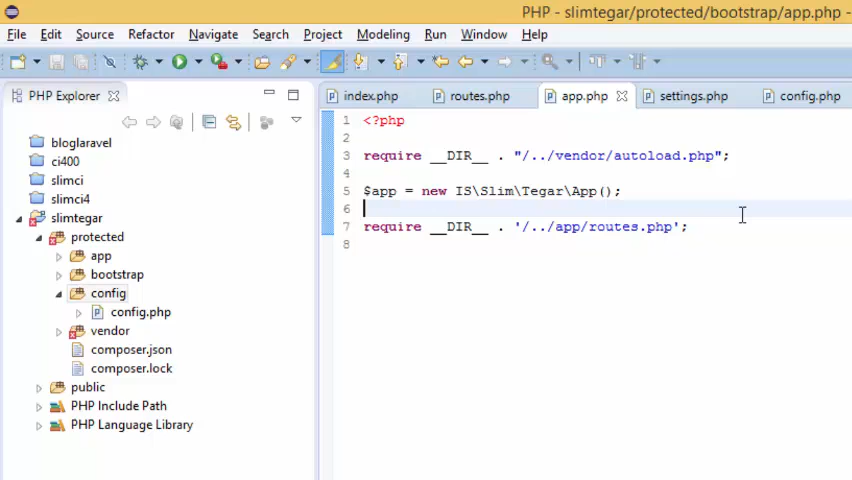 PHP - slimtegar/protected/bootstrap/app.php -
File Edit Source Refactor Navigate Search Project Modeling Run Window Help
PHP Explorer
index.php routes.php app.php settings.php config.php
bloglaravel
ci400
slimci
slimci4
slimtegar
protected
app
bootstrap
config
config.php
vendor
composer.json
composer.lock
public
PHP Include Path
PHP Language Library
1 <?php
2
3 require __DIR__ . "/../vendor/autoload.php";
4
5 $app = new IS\Slim\Tegar\App();
6
7 require __DIR__ . '/../app/routes.php';
8